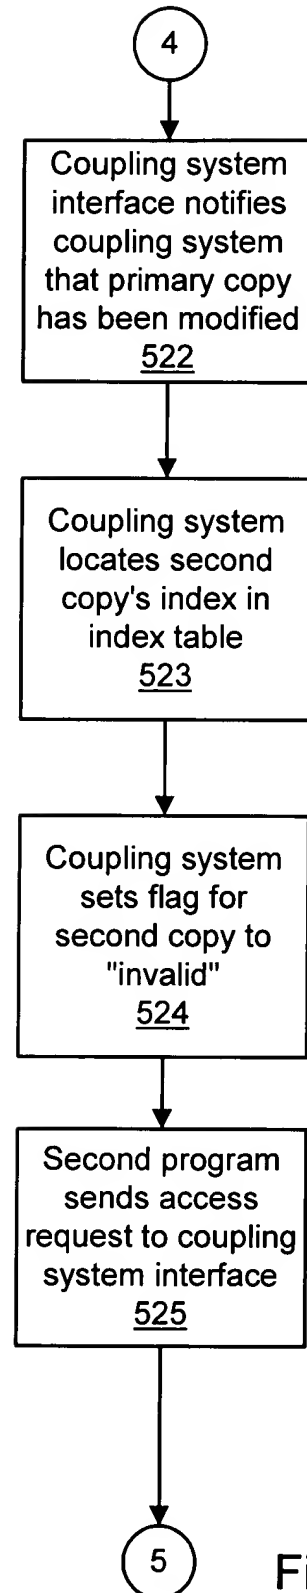 4
Coupling system
interface notifies
coupling system
that primary copy
has been modified
522
Coupling system
locates second
copy's index in
index table
523
Coupling system
sets flag for
second copy to
"invalid"
524
Second program
sends access
request to coupling
system interface
525
5